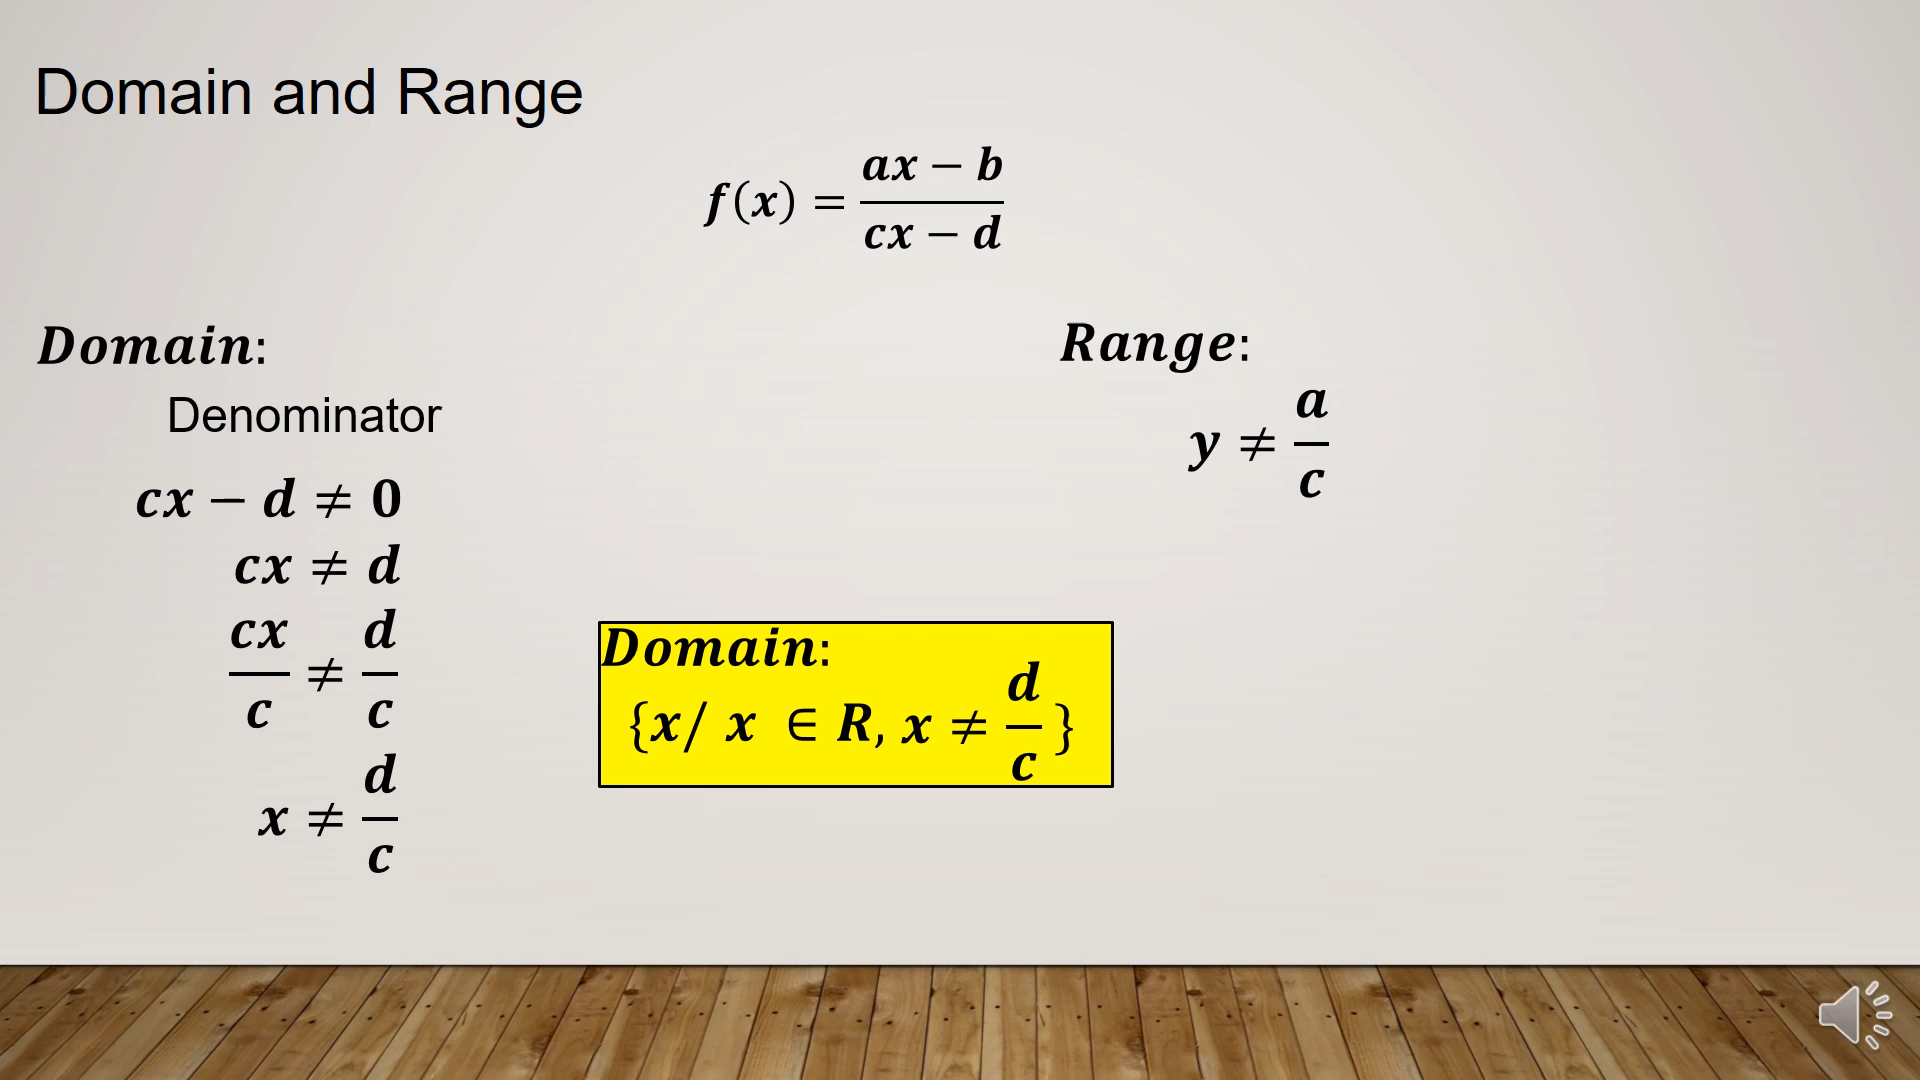 Domain and Range
f(x) = (ax − b)/(cx − d)
Domain:
Denominator
cx − d ≠ 0
cx ≠ d
cx/c ≠ d/c
x ≠ d/c
Range:
y ≠ a/c
Domain:
{x/ x ∈ R, x ≠ d/c }